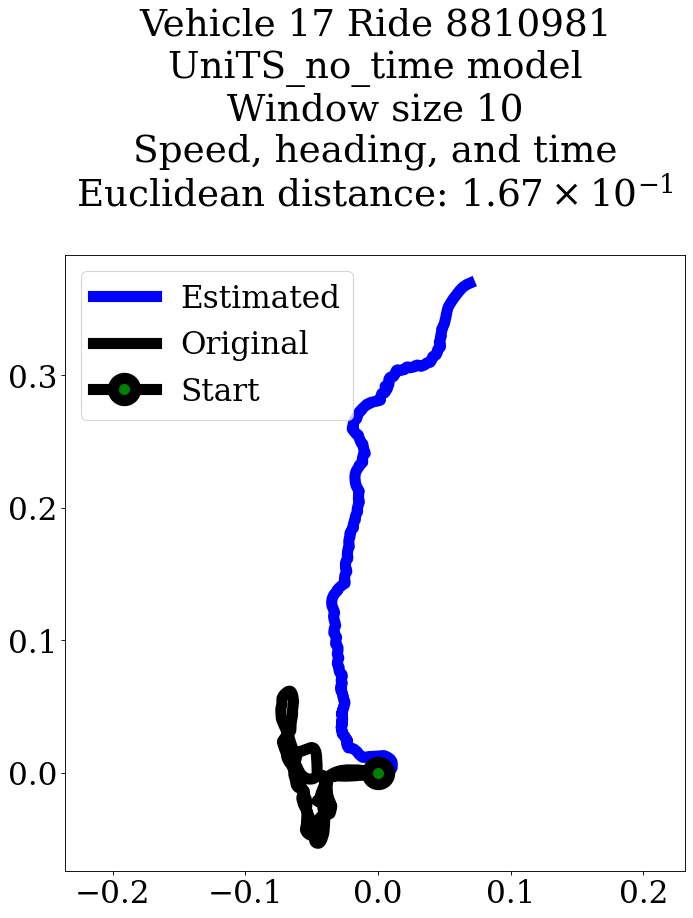 Vehicle 17 Ride 8810981
UniTS_no_time model
Window size 10
Speed, heading, and time
Euclidean distance: 1.67 × 10⁻¹
Estimated
Original
Start
0.3
0.2
0.1
0.0
−0.2 −0.1 0.0 0.1 0.2